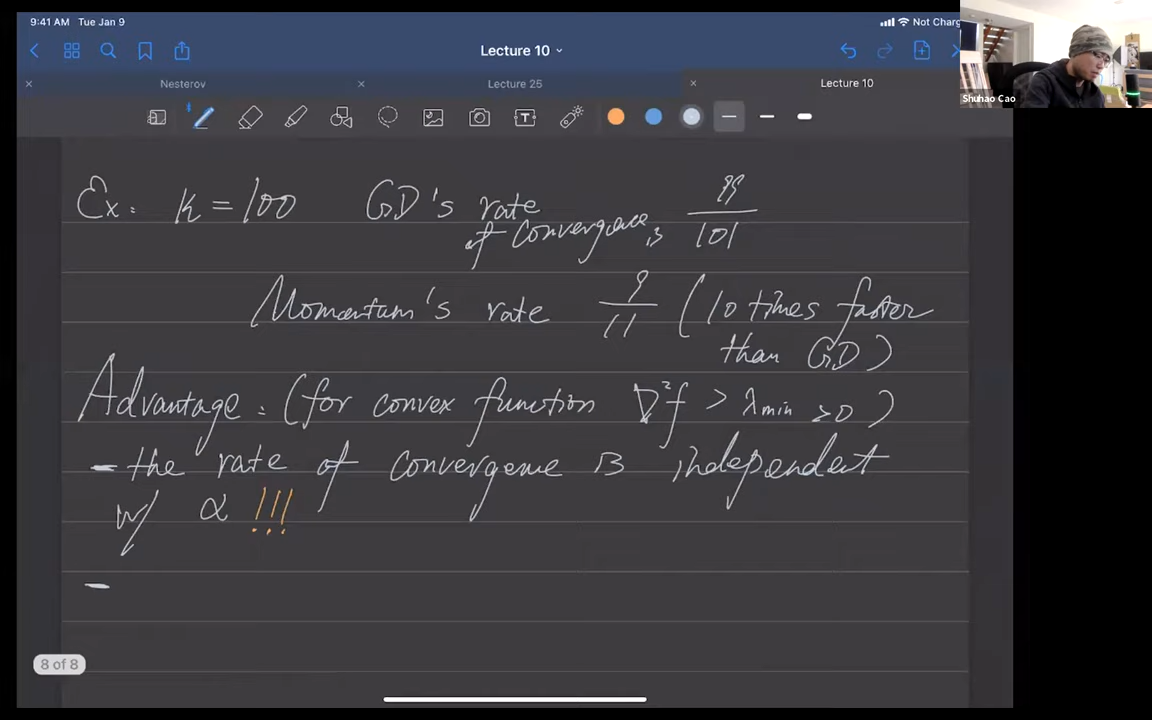 9:41 AM Tue Jan 9
Not Charg
Lecture 10
Nesterov
Lecture 25
Lecture 10
Shuhao Cao
Ex: κ = 100 GD's rate of convergence is 99/101
Momentum's rate 9/11 (10 times faster
than GD)
Advantage: (for convex function ∇²f > λmin > 0)
- the rate of convergence is independent
w/ α !!!
-
8 of 8